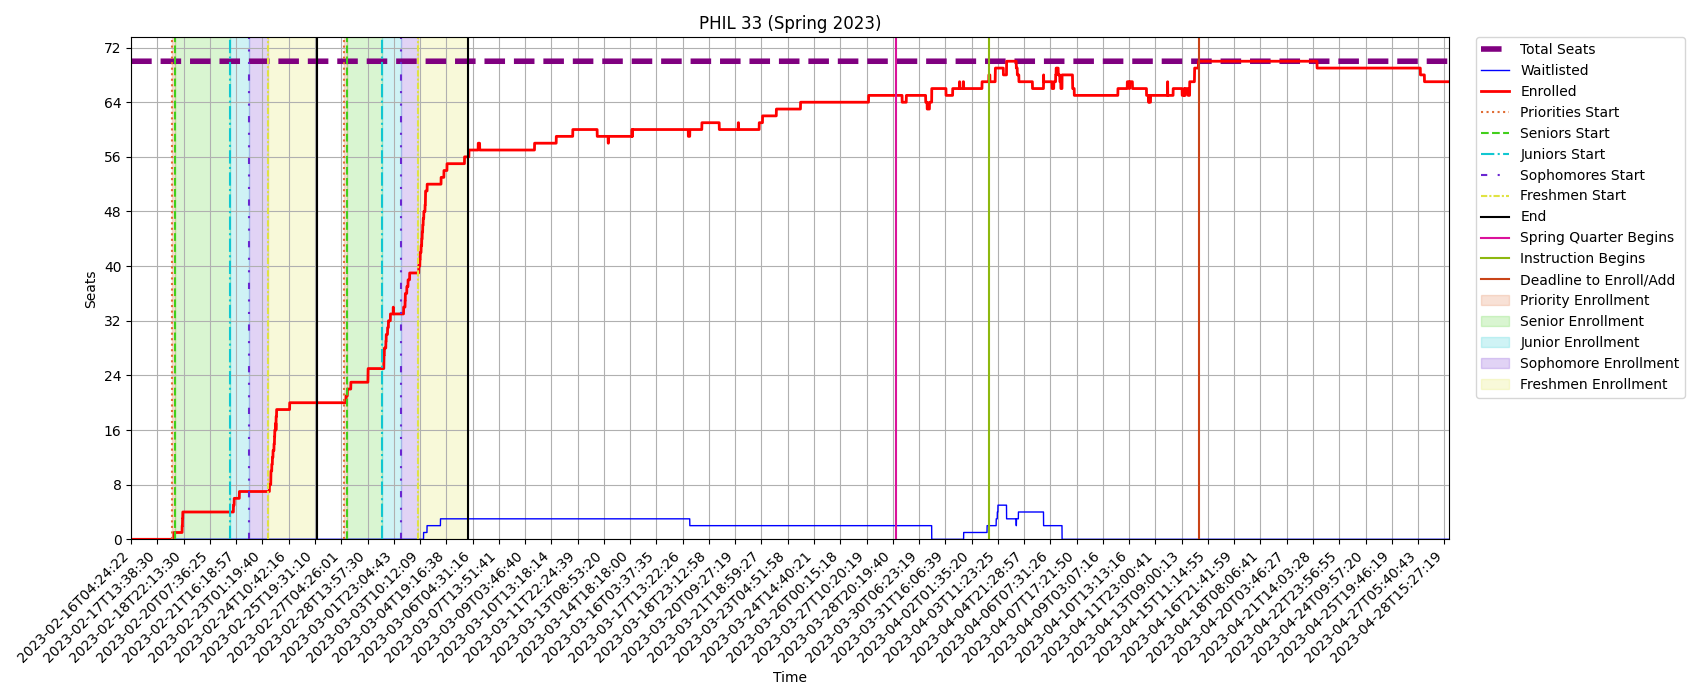 PHIL 33 (Spring 2023)
Seats
72
64
56
48
40
32
24
16
8
0
2023-02-16T04:24:22
2023-02-17T13:38:30
2023-02-18T22:13:30
2023-02-20T07:36:25
2023-02-21T16:18:57
2023-02-23T01:19:40
2023-02-24T10:42:16
2023-02-25T19:31:10
2023-02-27T04:26:01
2023-02-28T13:57:30
2023-03-01T23:04:43
2023-03-03T10:12:09
2023-03-04T19:16:38
2023-03-06T04:31:16
2023-03-07T13:51:41
2023-03-09T03:46:40
2023-03-10T13:18:14
2023-03-11T22:24:39
2023-03-13T08:53:20
2023-03-14T18:18:00
2023-03-16T03:37:35
2023-03-17T13:22:26
2023-03-18T23:12:58
2023-03-20T09:27:19
2023-03-21T18:59:27
2023-03-23T04:51:58
2023-03-24T14:40:21
2023-03-26T00:15:18
2023-03-27T10:20:19
2023-03-28T20:19:40
2023-03-30T06:23:19
2023-03-31T16:06:39
2023-04-02T01:35:20
2023-04-03T11:23:25
2023-04-04T21:28:57
2023-04-06T07:31:26
2023-04-07T17:21:50
2023-04-09T03:07:16
2023-04-10T13:13:16
2023-04-11T23:00:41
2023-04-13T09:00:13
2023-04-15T11:14:55
2023-04-16T21:41:59
2023-04-18T08:06:41
2023-04-20T03:46:27
2023-04-21T14:03:28
2023-04-22T23:56:55
2023-04-24T09:57:20
2023-04-25T19:46:19
2023-04-27T05:40:43
2023-04-28T15:27:19
Time
Total Seats
Waitlisted
Enrolled
Priorities Start
Seniors Start
Juniors Start
Sophomores Start
Freshmen Start
End
Spring Quarter Begins
Instruction Begins
Deadline to Enroll/Add
Priority Enrollment
Senior Enrollment
Junior Enrollment
Sophomore Enrollment
Freshmen Enrollment